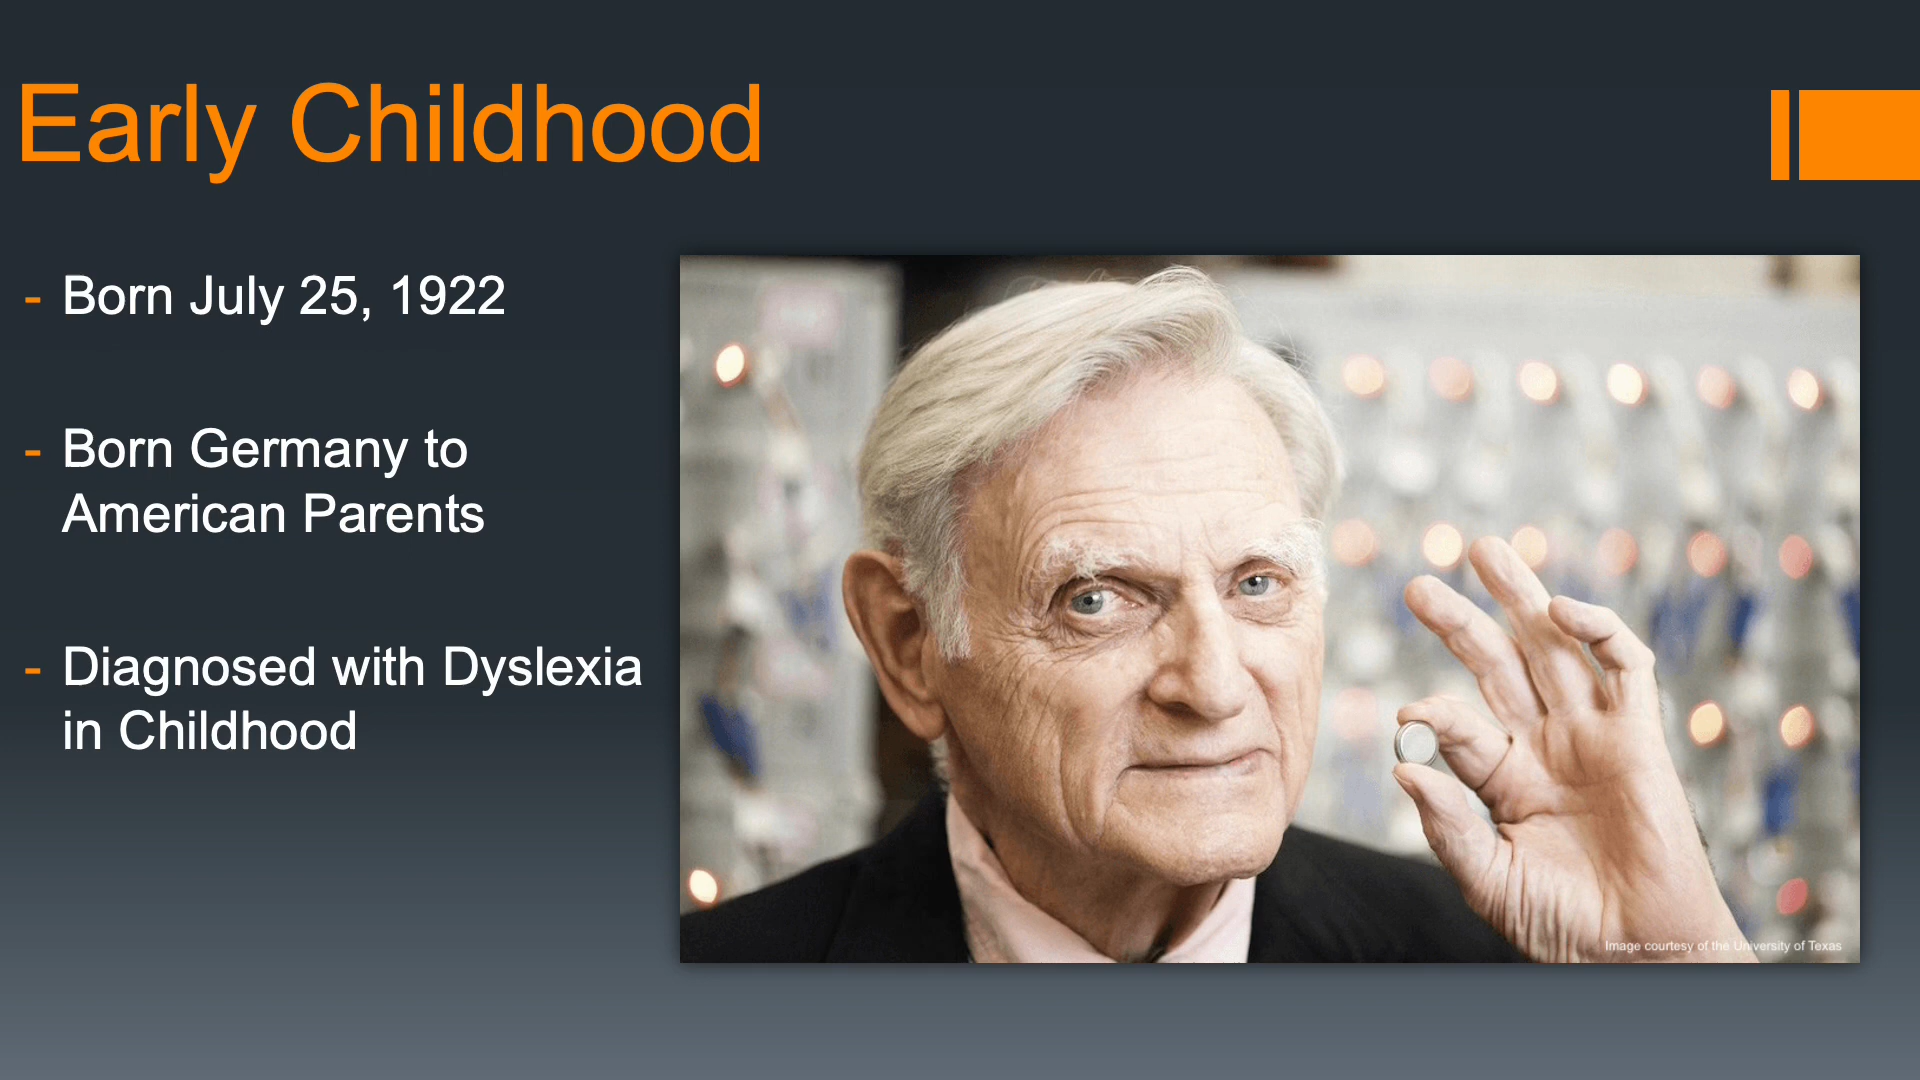 Early Childhood
- Born July 25, 1922
- Born Germany to
American Parents
- Diagnosed with Dyslexia
in Childhood
Image courtesy of the University of Texas